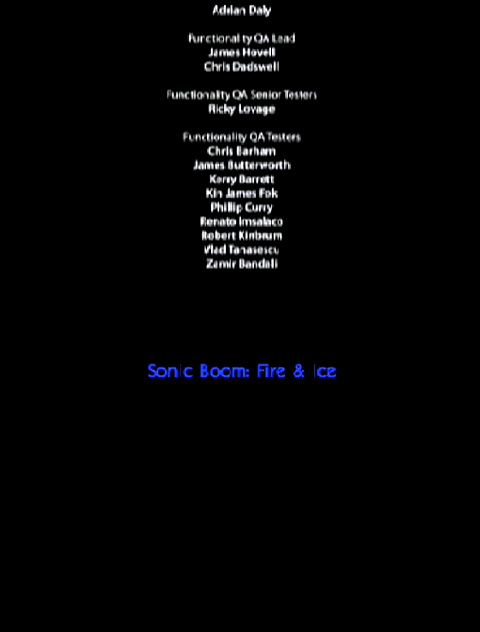 Adrian Daly
Functionality QA Lead
James Hovell
Chris Dadswell
Functionality QA Senior Testers
Ricky Lovage
Functionality QA Testers
Chris Barham
James Butterworth
Kerry Barrett
Kin James Fok
Phillip Curry
Renato Imsalaco
Robert Kinbrum
Vlad Tanasescu
Zamir Bandali
Sonic Boom: Fire & Ice